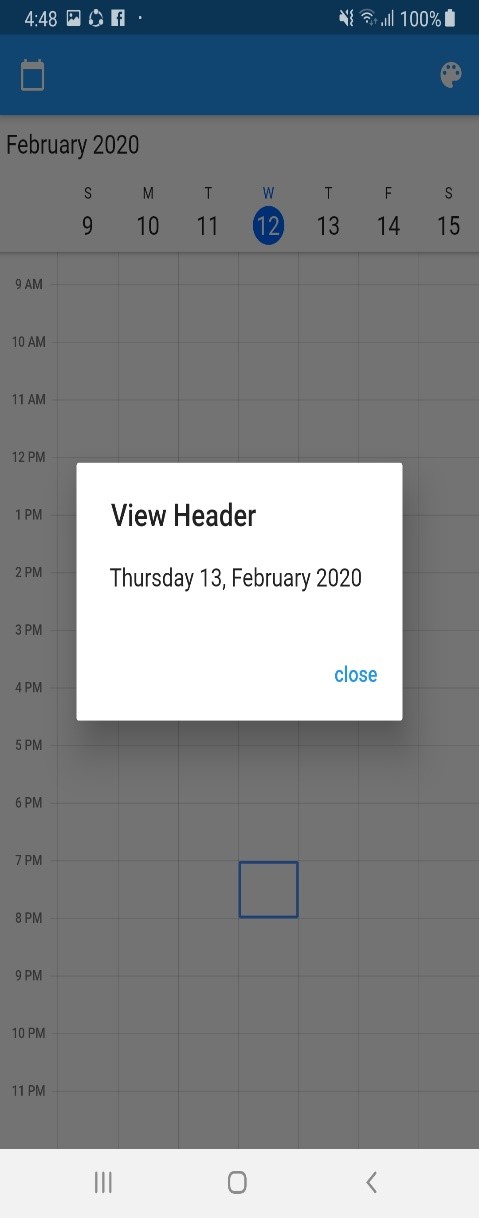 4:48 100%
February 2020
S M T W T F S
9 10 11 12 13 14 15
9 AM
10 AM
11 AM
12 PM
1 PM
View Header
2 PM
Thursday 13, February 2020
3 PM
4 PM
close
5 PM
6 PM
7 PM
8 PM
9 PM
10 PM
11 PM